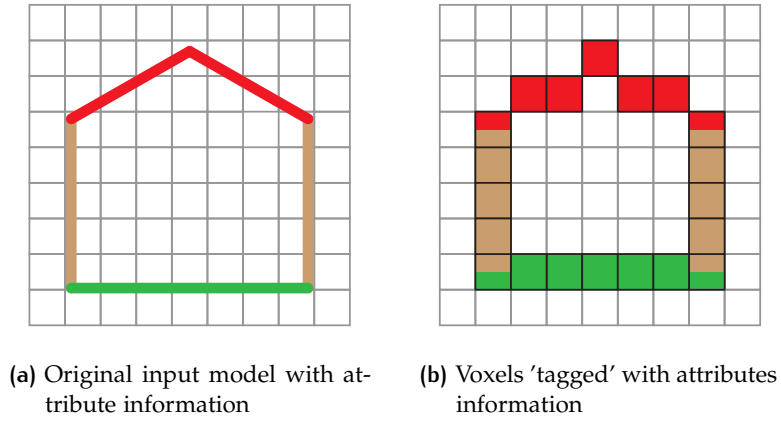 (a) Original input model with at-
tribute information
(b) Voxels 'tagged' with attributes
information